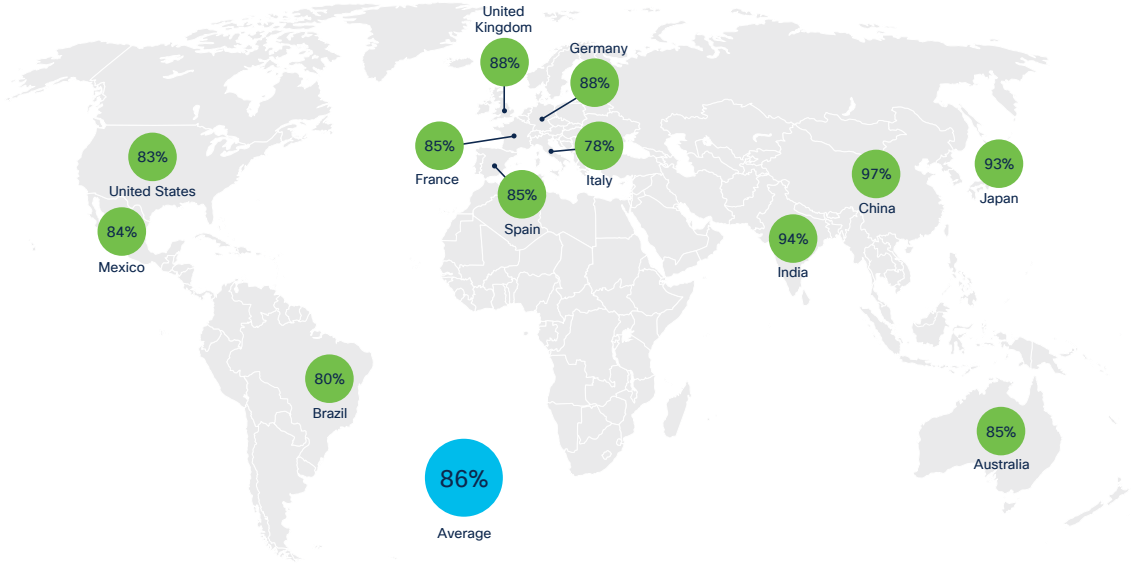 United
Kingdom
88%
Germany
88%
85%
France
78%
Italy
85%
Spain
83%
United States
84%
Mexico
97%
China
93%
Japan
94%
India
80%
Brazil
85%
Australia
86%
Average